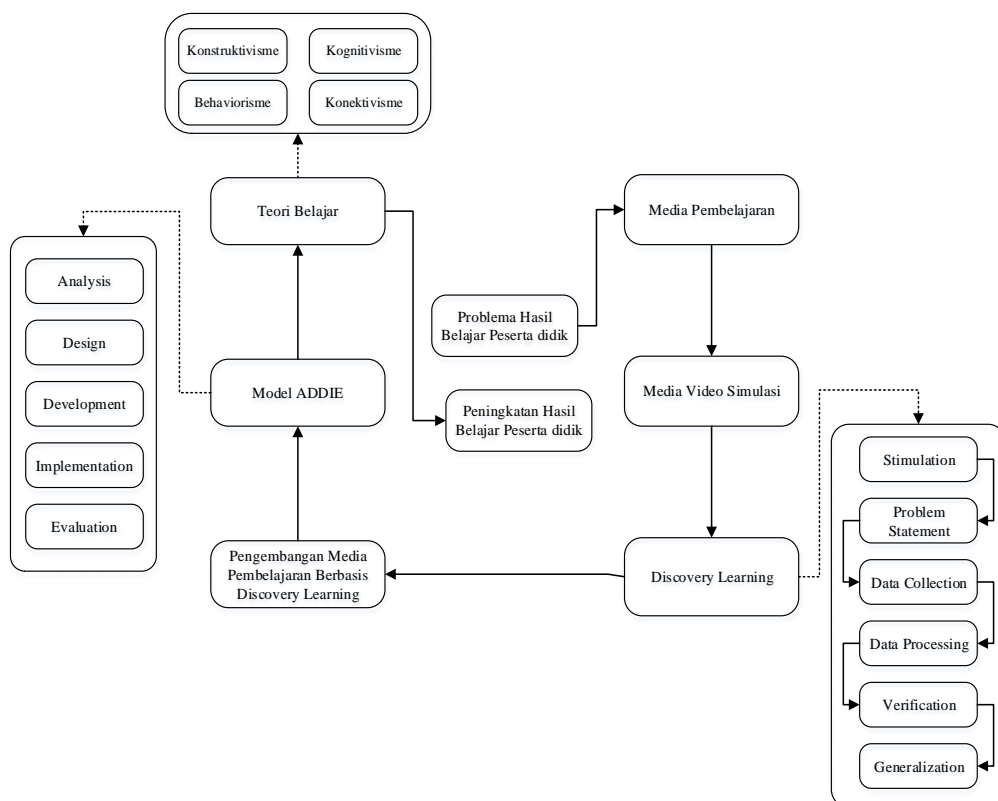 Konstruktivisme
Kognitivisme
Behaviorisme
Konektivisme
Teori Belajar
Media Pembelajaran
Analysis
Design
Development
Implementation
Evaluation
Problema Hasil
Belajar Peserta didik
Model ADDIE
Media Video Simulasi
Peningkatan Hasil
Belajar Peserta didik
Pengembangan Media
Pembelajaran Berbasis
Discovery Learning
Discovery Learning
Stimulation
Problem
Statement
Data Collection
Data Processing
Verification
Generalization